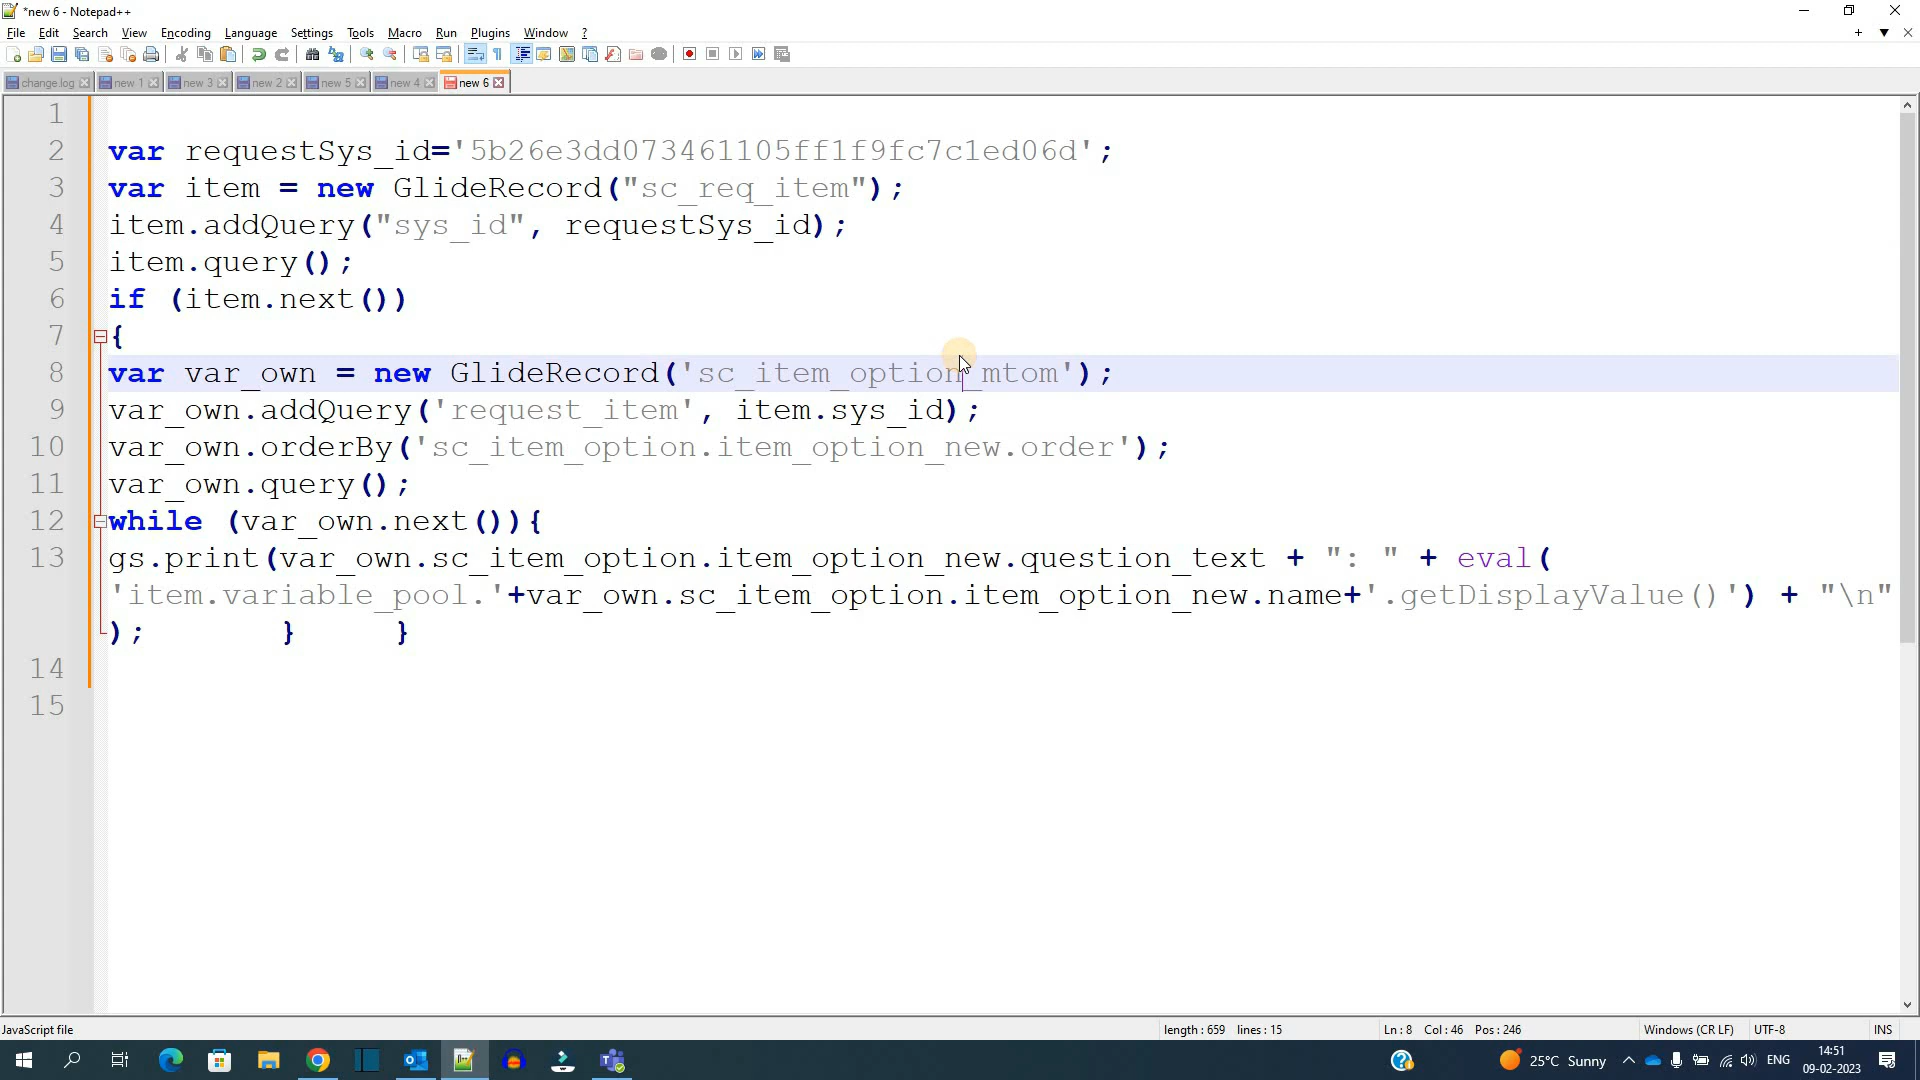 *new 6 - Notepad++
File Edit Search View Encoding Language Settings Tools Macro Run Plugins Window ?
change.log new 1 new 3 new 2 new 5 new 4 new 6
1
2 var requestSys_id='5b26e3dd073461105ff1f9fc7c1ed06d';
3 var item = new GlideRecord("sc_req_item");
4 item.addQuery("sys_id", requestSys_id);
5 item.query();
6 if (item.next())
7 {
8 var var_own = new GlideRecord('sc_item_option_mtom');
9 var_own.addQuery('request_item', item.sys_id);
10 var_own.orderBy('sc_item_option.item_option_new.order');
11 var_own.query();
12 while (var_own.next()){
13 gs.print(var_own.sc_item_option.item_option_new.question_text + ": " + eval(
'item.variable_pool.'+var_own.sc_item_option.item_option_new.name+'.getDisplayValue()') + "\n"
); } }
14
15
JavaScript file length : 659 lines : 15 Ln : 8 Col : 46 Pos : 246 Windows (CR LF) UTF-8 INS
25°C Sunny ENG 14:51
09-02-2023